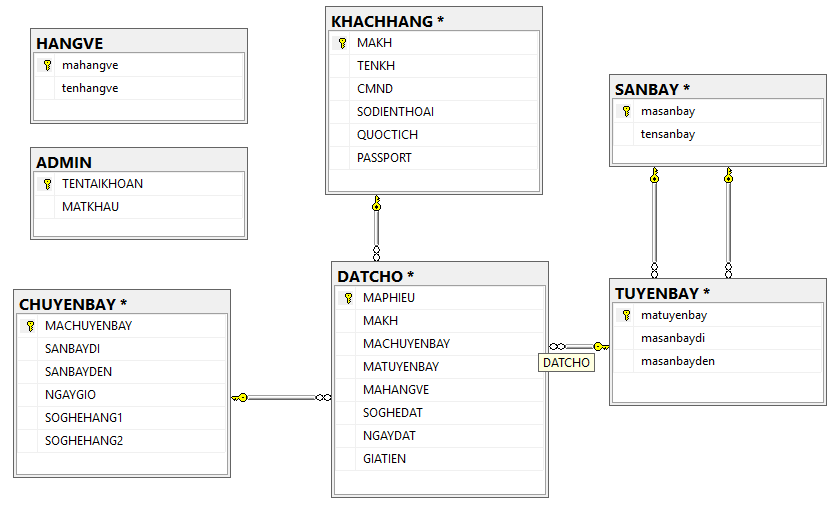 HANGVE
mahangve
tenhangve
ADMIN
TENTAIKHOAN
MATKHAU
KHACHHANG *
MAKH
TENKH
CMND
SODIENTHOAI
QUOCTICH
PASSPORT
SANBAY *
masanbay
tensanbay
CHUYENBAY *
MACHUYENBAY
SANBAYDI
SANBAYDEN
NGAYGIO
SOGHEHANG1
SOGHEHANG2
DATCHO *
MAPHIEU
MAKH
MACHUYENBAY
MATUYENBAY
MAHANGVE
SOGHEDAT
NGAYDAT
GIATIEN
DATCHO
TUYENBAY *
matuyenbay
masanbaydi
masanbayden